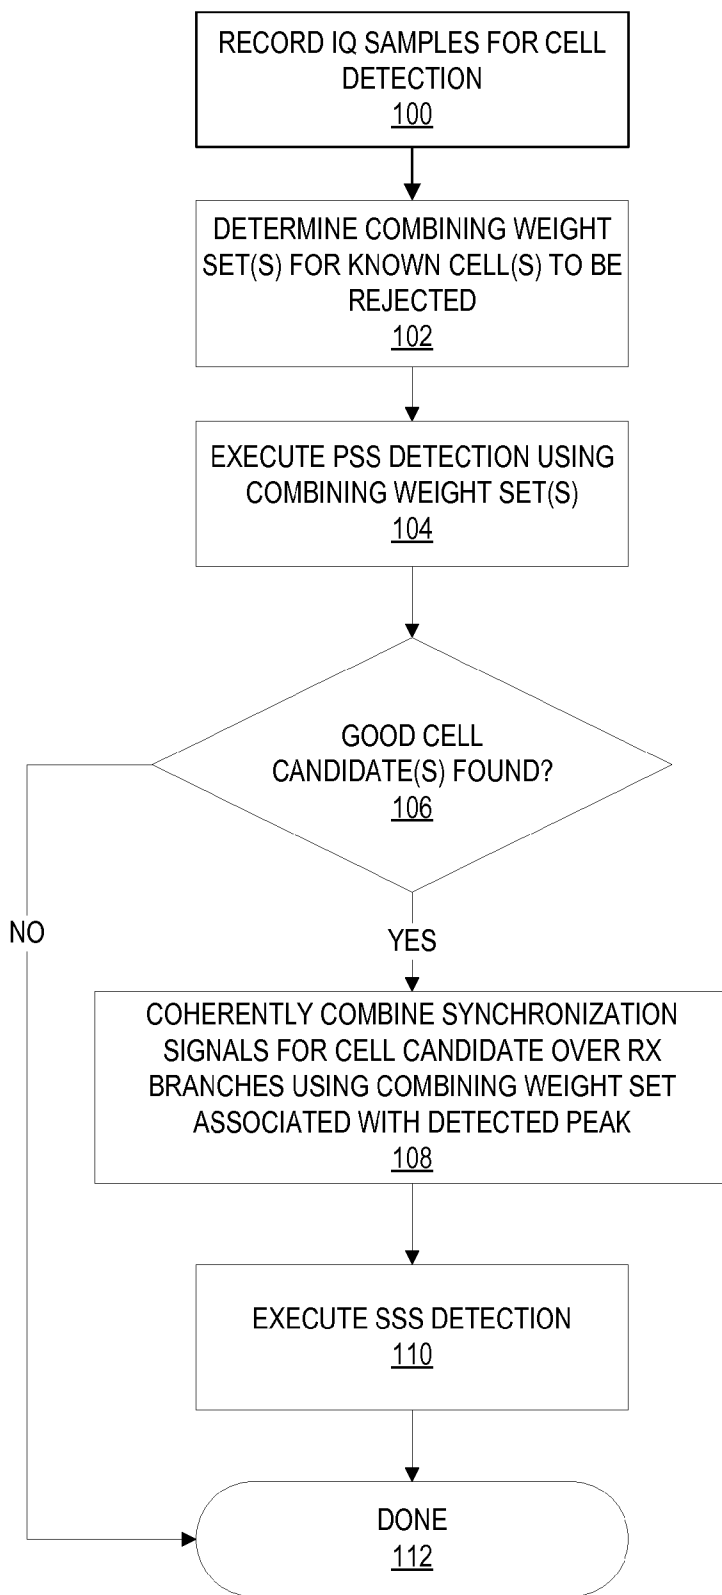 RECORD IQ SAMPLES FOR CELL
DETECTION
100
DETERMINE COMBINING WEIGHT
SET(S) FOR KNOWN CELL(S) TO BE
REJECTED
102
EXECUTE PSS DETECTION USING
COMBINING WEIGHT SET(S)
104
GOOD CELL
CANDIDATE(S) FOUND?
106
NO
YES
COHERENTLY COMBINE SYNCHRONIZATION
SIGNALS FOR CELL CANDIDATE OVER RX
BRANCHES USING COMBINING WEIGHT SET
ASSOCIATED WITH DETECTED PEAK
108
EXECUTE SSS DETECTION
110
DONE
112